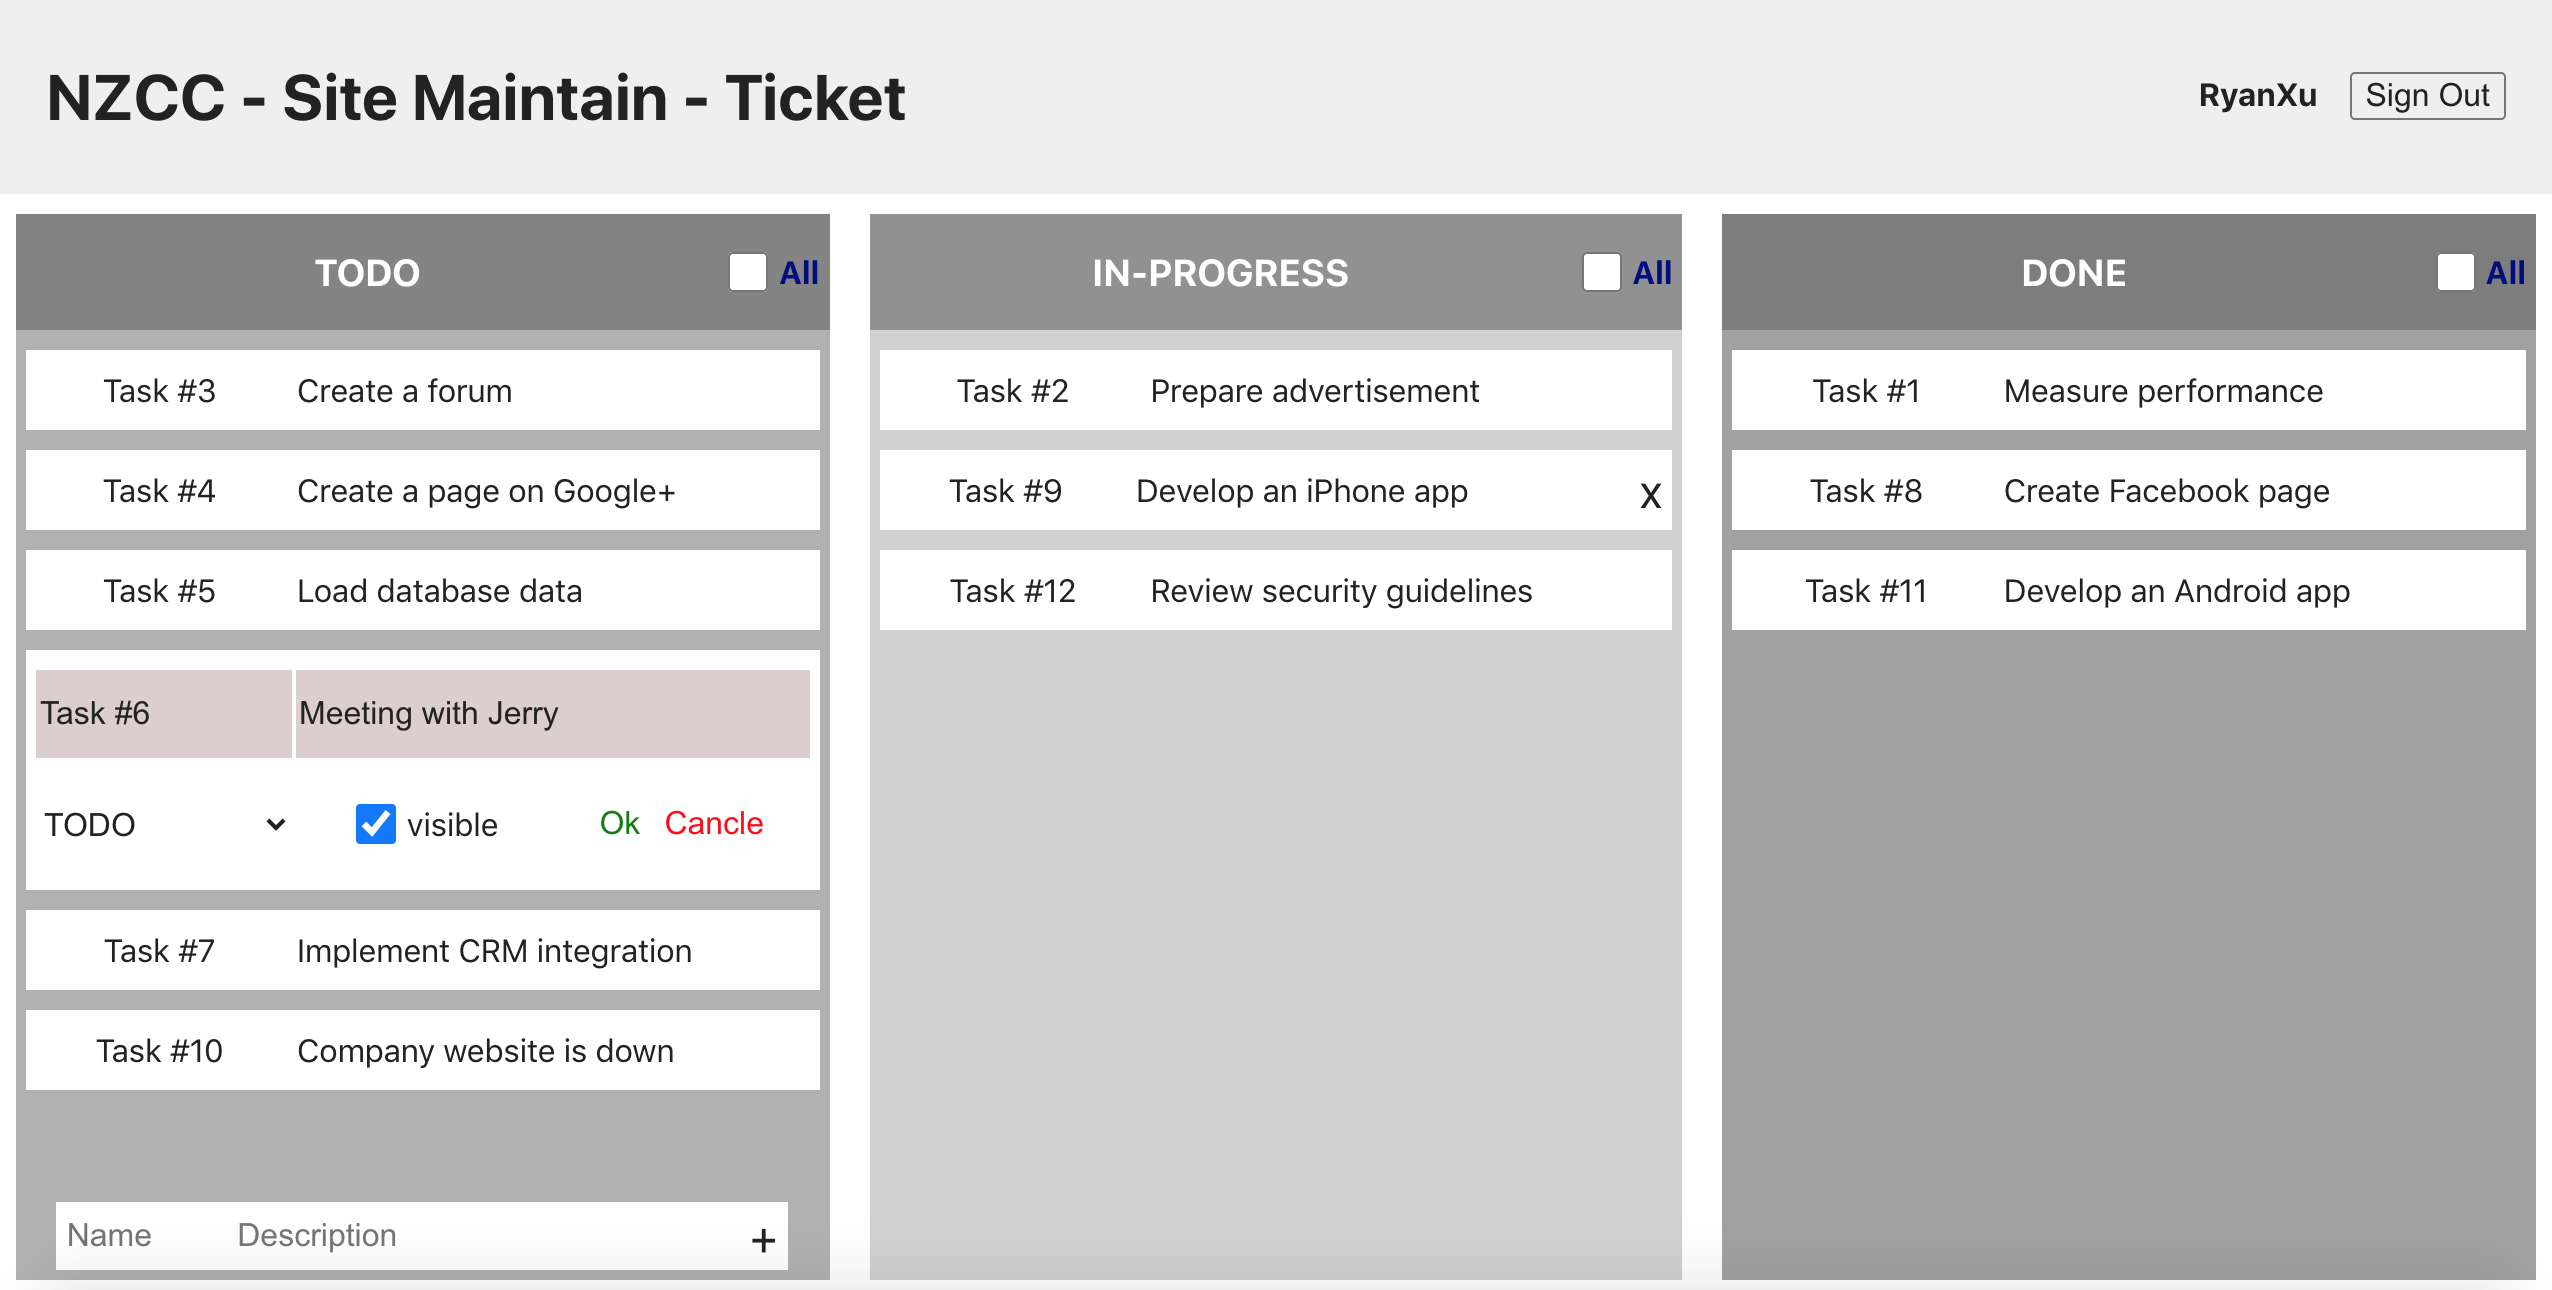 NZCC - Site Maintain - Ticket
RyanXu
Sign Out
TODO
All
Task #3 Create a forum
Task #4 Create a page on Google+
Task #5 Load database data
Task #6 Meeting with Jerry
TODO visible Ok Cancle
Task #7 Implement CRM integration
Task #10 Company website is down
Name Description +
IN-PROGRESS
All
Task #2 Prepare advertisement
Task #9 Develop an iPhone app X
Task #12 Review security guidelines
DONE
All
Task #1 Measure performance
Task #8 Create Facebook page
Task #11 Develop an Android app